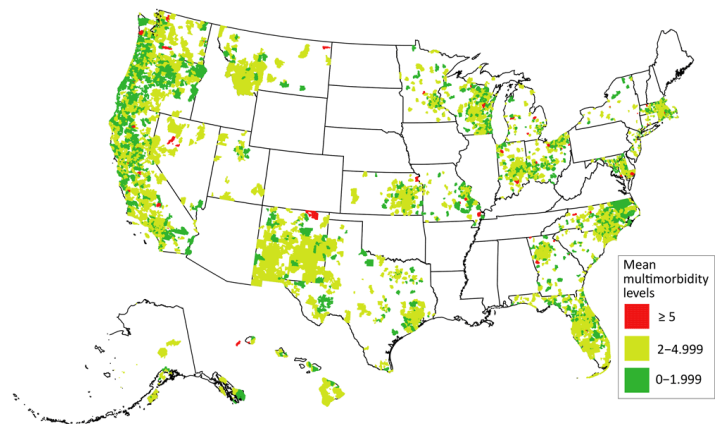 Mean
multimorbidity
levels
≥ 5
2–4.999
0–1.999